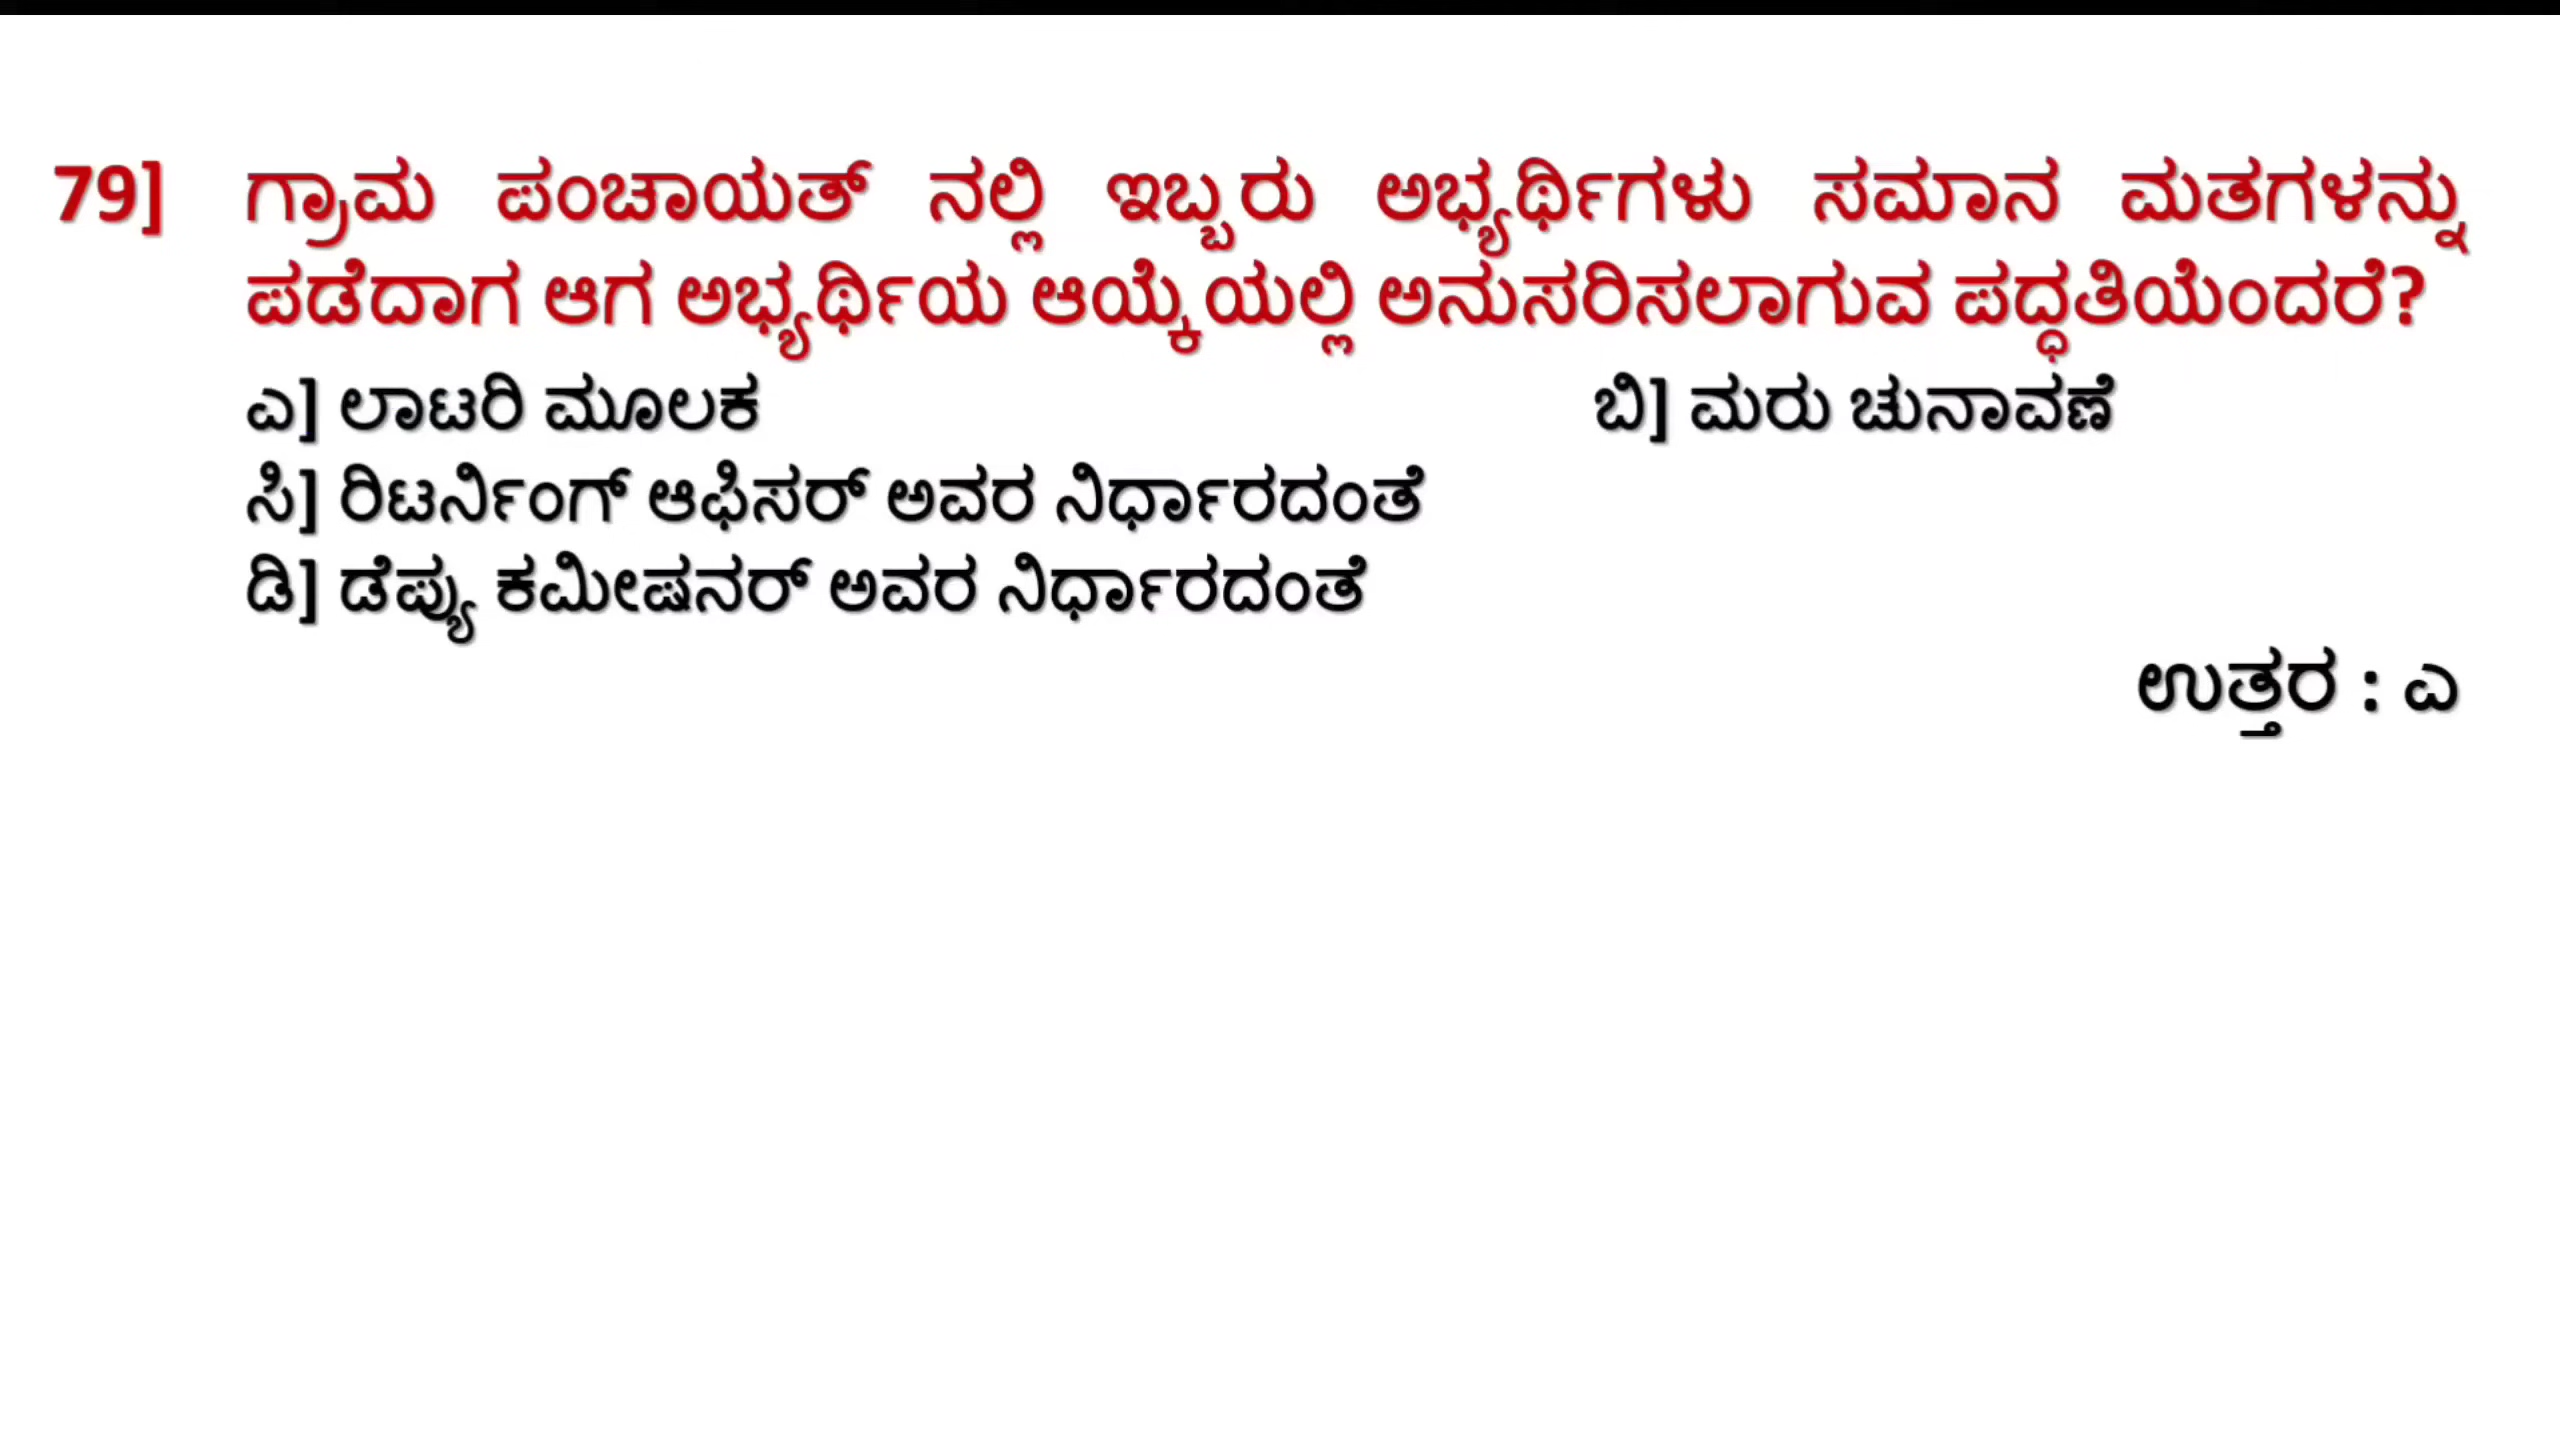 79] ಗ್ರಾಮ ಪಂಚಾಯತ್ ನಲ್ಲಿ ಇಬ್ಬರು ಅಭ್ಯರ್ಥಿಗಳು ಸಮಾನ ಮತಗಳನ್ನು
ಪಡೆದಾಗ ಆಗ ಅಭ್ಯರ್ಥಿಯ ಆಯ್ಕೆಯಲ್ಲಿ ಅನುಸರಿಸಲಾಗುವ ಪದ್ಧತಿಯೆಂದರೆ?
ಎ] ಲಾಟರಿ ಮೂಲಕ ಬಿ] ಮರು ಚುನಾವಣೆ
ಸಿ] ರಿಟರ್ನಿಂಗ್ ಆಫಿಸರ್ ಅವರ ನಿರ್ಧಾರದಂತೆ
ಡಿ] ಡೆಪ್ಯು ಕಮೀಷನರ್ ಅವರ ನಿರ್ಧಾರದಂತೆ
ಉತ್ತರ : ಎ